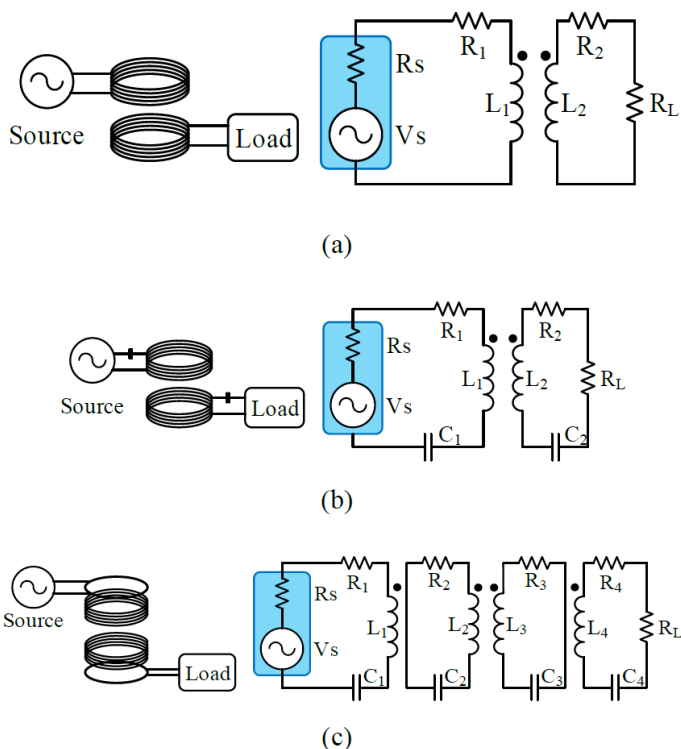 Source
Load
Rs
Vs
R1
L1
L2
R2
RL
(a)
Source
Load
Rs
Vs
R1
L1
C1
L2
R2
C2
RL
(b)
Source
Load
Rs
Vs
R1
L1
C1
R2
L2
C2
R3
L3
C3
R4
L4
C4
RL
(c)